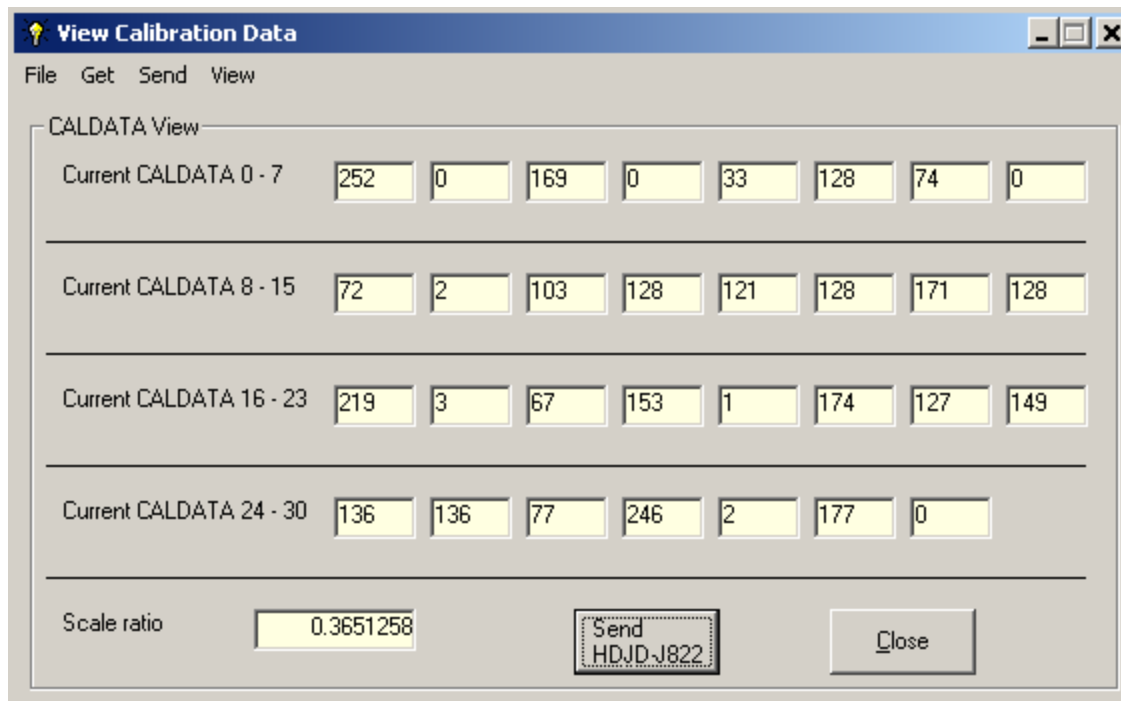 View Calibration Data
File Get Send View
CALDATA View
Current CALDATA 0 - 7 252 0 169 0 33 128 74 0
Current CALDATA 8 - 15 72 2 103 128 121 128 171 128
Current CALDATA 16 - 23 219 3 67 153 1 174 127 149
Current CALDATA 24 - 30 136 136 77 246 2 177 0
Scale ratio 0.3651258 Send Close
HDJD-J822